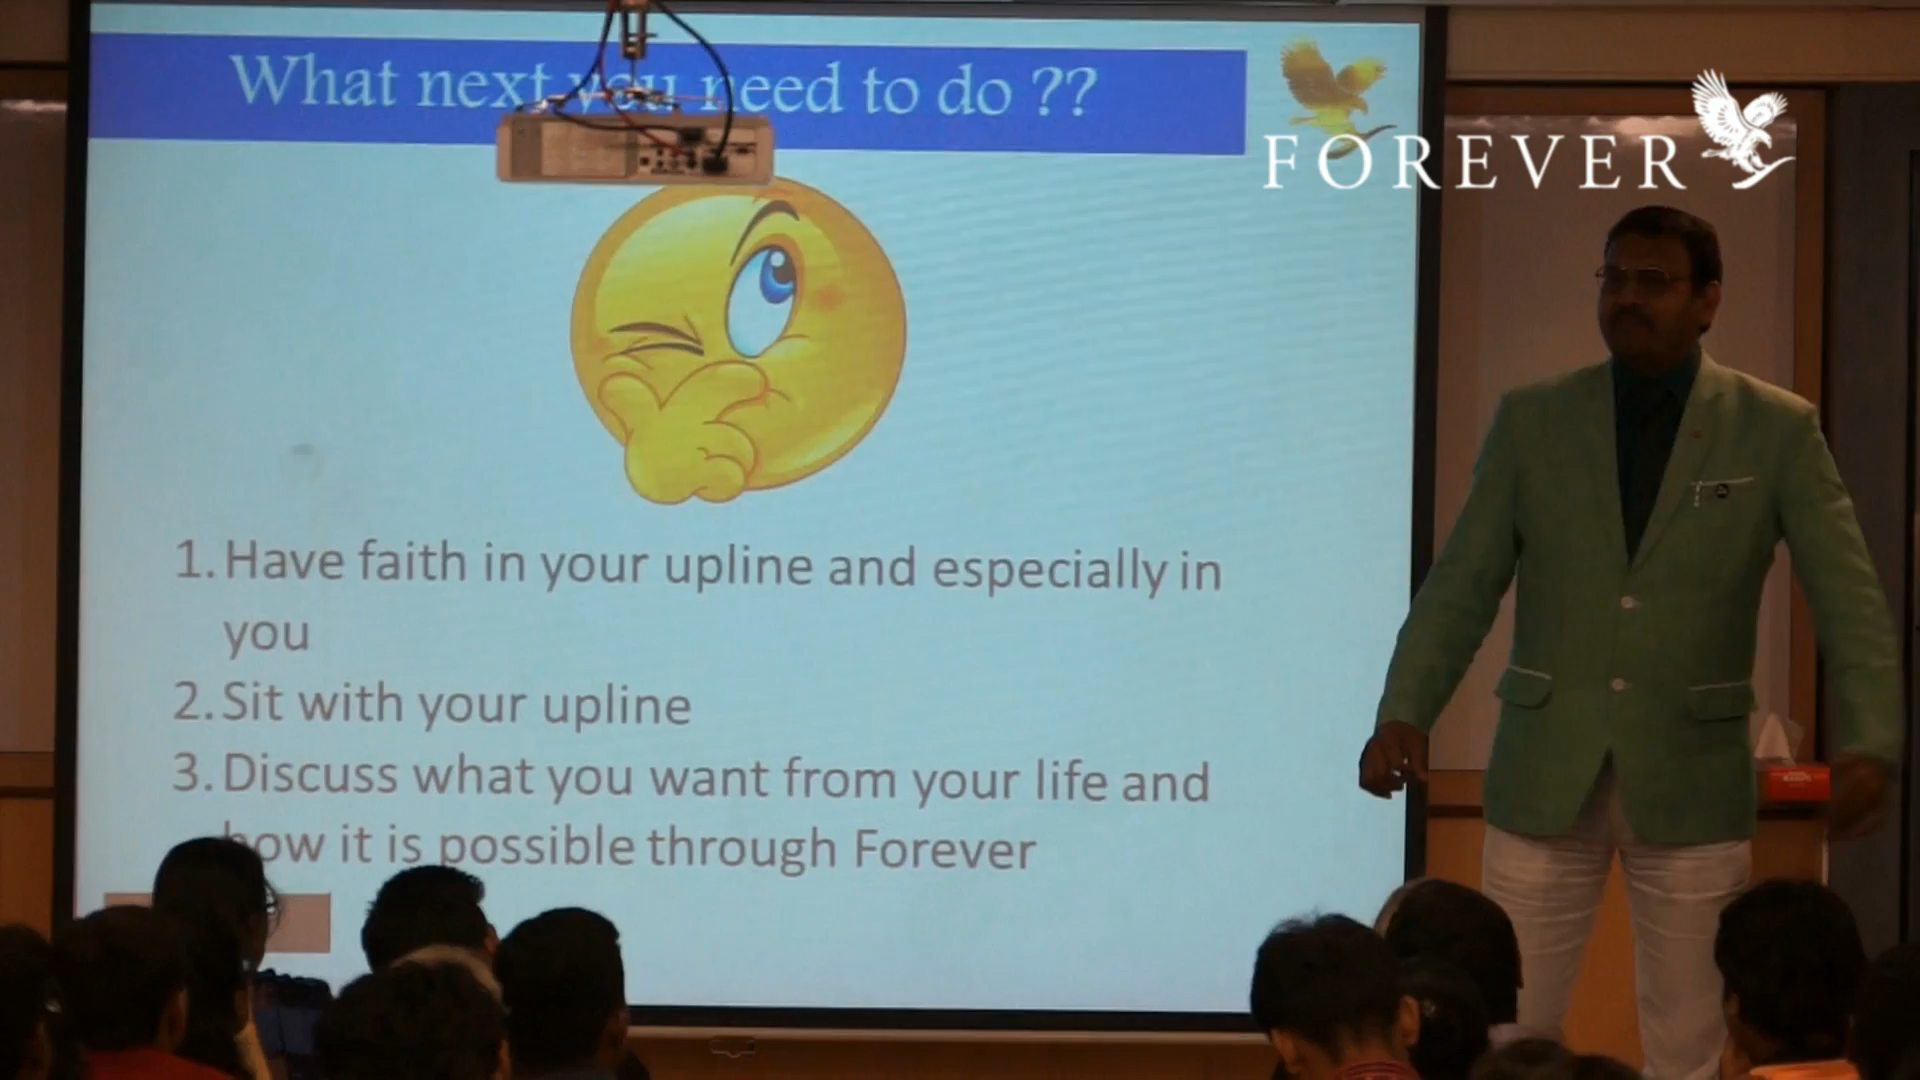 What next you need to do ??
FOREVER
1. Have faith in your upline and especially in
you
2. Sit with your upline
3. Discuss what you want from your life and
how it is possible through Forever